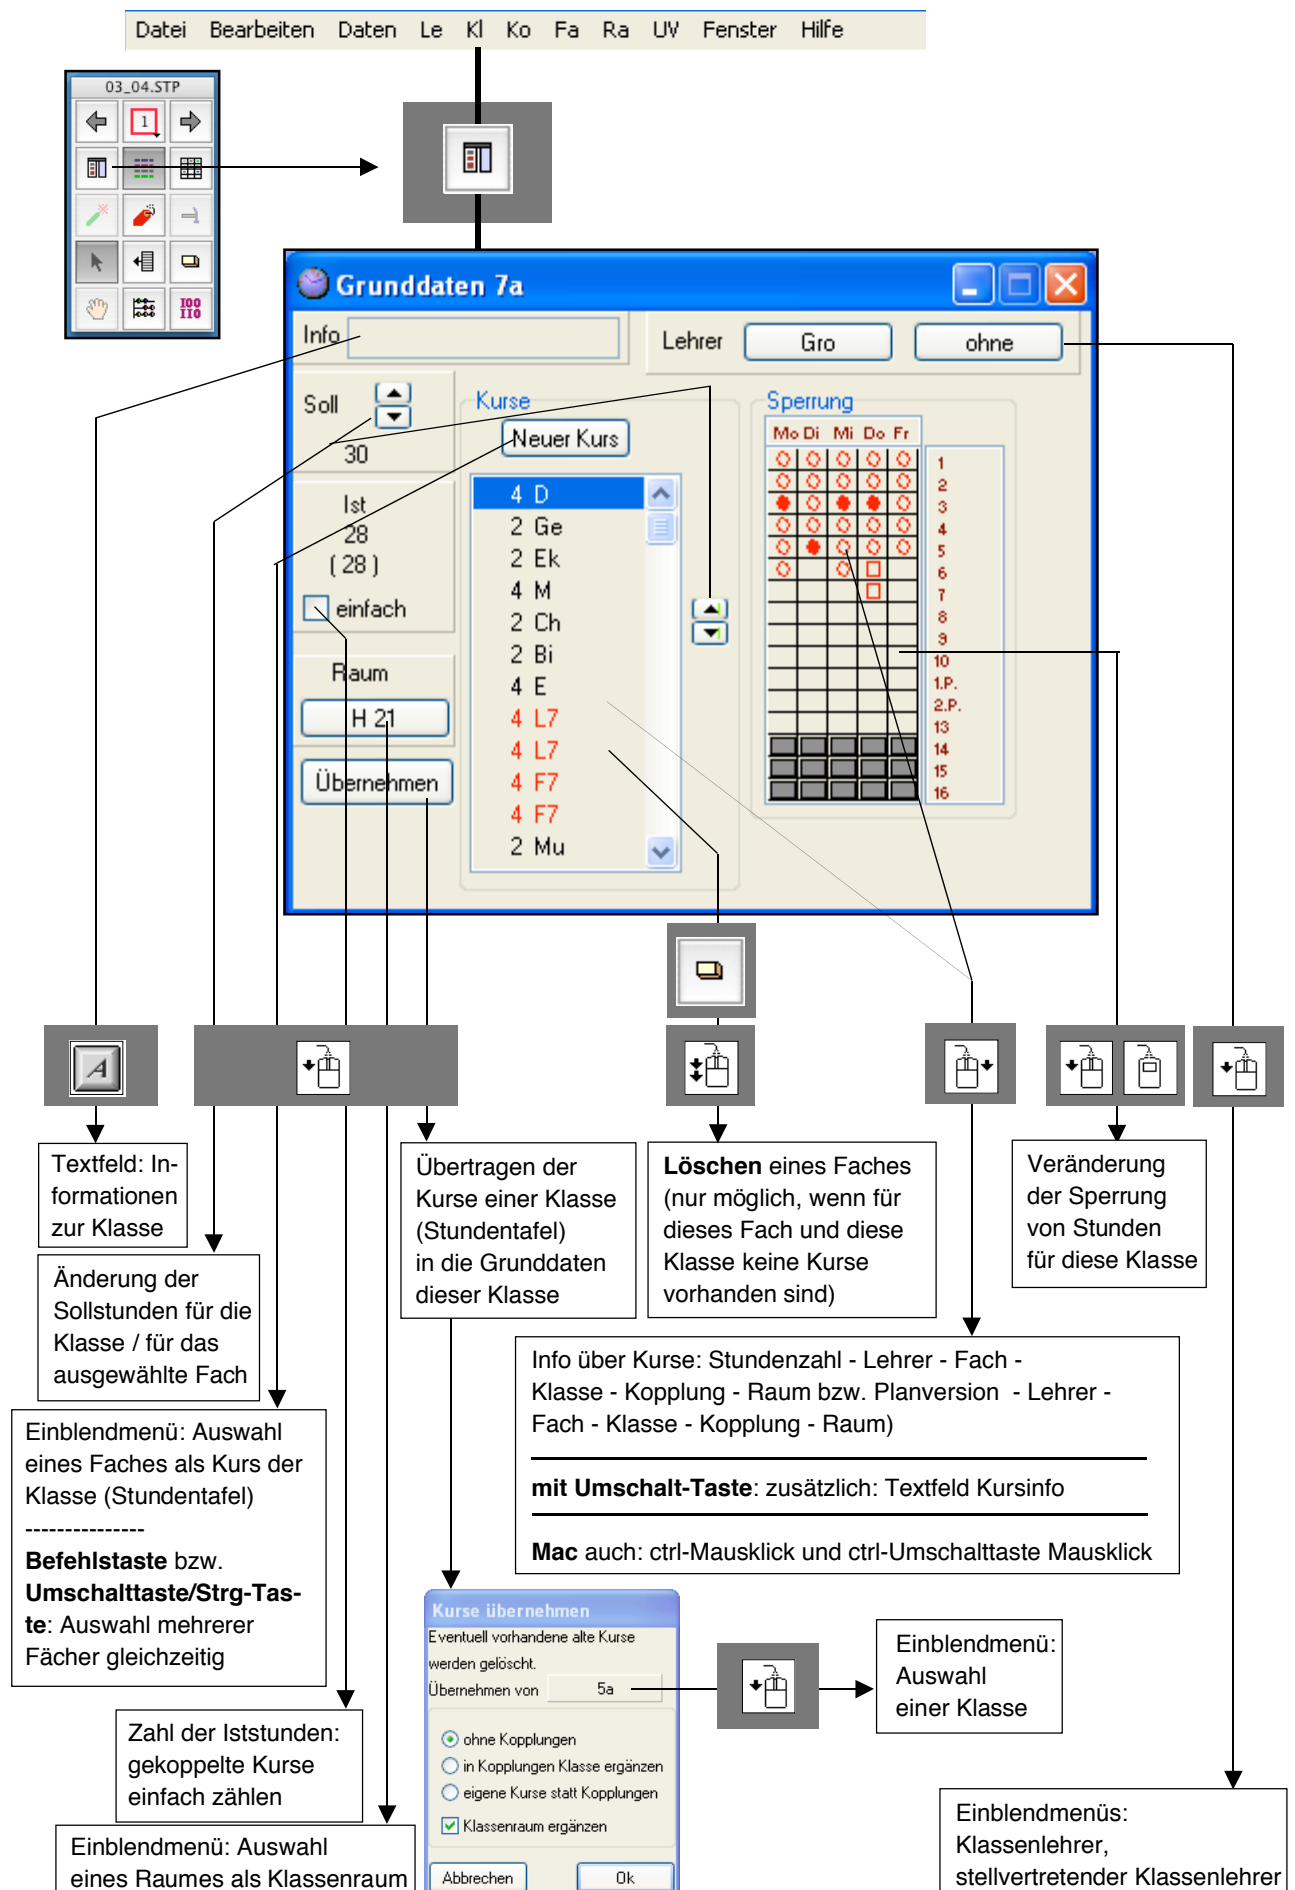 Datei Bearbeiten Daten Le Kl Ko Fa Ra UV Fenster Hilfe
03_04.STP
1
100
110
Grunddaten 7a
Info
Lehrer Gro ohne
Soll
30
Ist
28
( 28 )
einfach
Raum
H 21
Übernehmen
Kurse
Neuer Kurs
4 D
2 Ge
2 Ek
4 M
2 Ch
2 Bi
4 E
4 L7
4 L7
4 F7
4 F7
2 Mu
Sperrung
Mo Di Mi Do Fr
1
2
3
4
5
6
7
8
9
10
1.P.
2.P.
13
14
15
16
A
Textfeld: In-
formationen
zur Klasse
Änderung der
Sollstunden für die
Klasse / für das
ausgewählte Fach
Einblendmenü: Auswahl
eines Faches als Kurs der
Klasse (Stundentafel)
---------------
Befehlstaste bzw.
Umschalttaste/Strg-Tas-
te: Auswahl mehrerer
Fächer gleichzeitig
Zahl der Iststunden:
gekoppelte Kurse
einfach zählen
Einblendmenü: Auswahl
eines Raumes als Klassenraum
Übertragen der
Kurse einer Klasse
(Stundentafel)
in die Grunddaten
dieser Klasse
Löschen eines Faches
(nur möglich, wenn für
dieses Fach und diese
Klasse keine Kurse
vorhanden sind)
Veränderung
der Sperrung
von Stunden
für diese Klasse
Info über Kurse: Stundenzahl - Lehrer - Fach -
Klasse - Kopplung - Raum bzw. Planversion - Lehrer -
Fach - Klasse - Kopplung - Raum)
mit Umschalt-Taste: zusätzlich: Textfeld Kursinfo
Mac auch: ctrl-Mausklick und ctrl-Umschalttaste Mausklick
Kurse übernehmen
Eventuell vorhandene alte Kurse
werden gelöscht.
Übernehmen von 5a
ohne Kopplungen
in Kopplungen Klasse ergänzen
eigene Kurse statt Kopplungen
Klassenraum ergänzen
Abbrechen Ok
Einblendmenü:
Auswahl
einer Klasse
Einblendmenüs:
Klassenlehrer,
stellvertretender Klassenlehrer